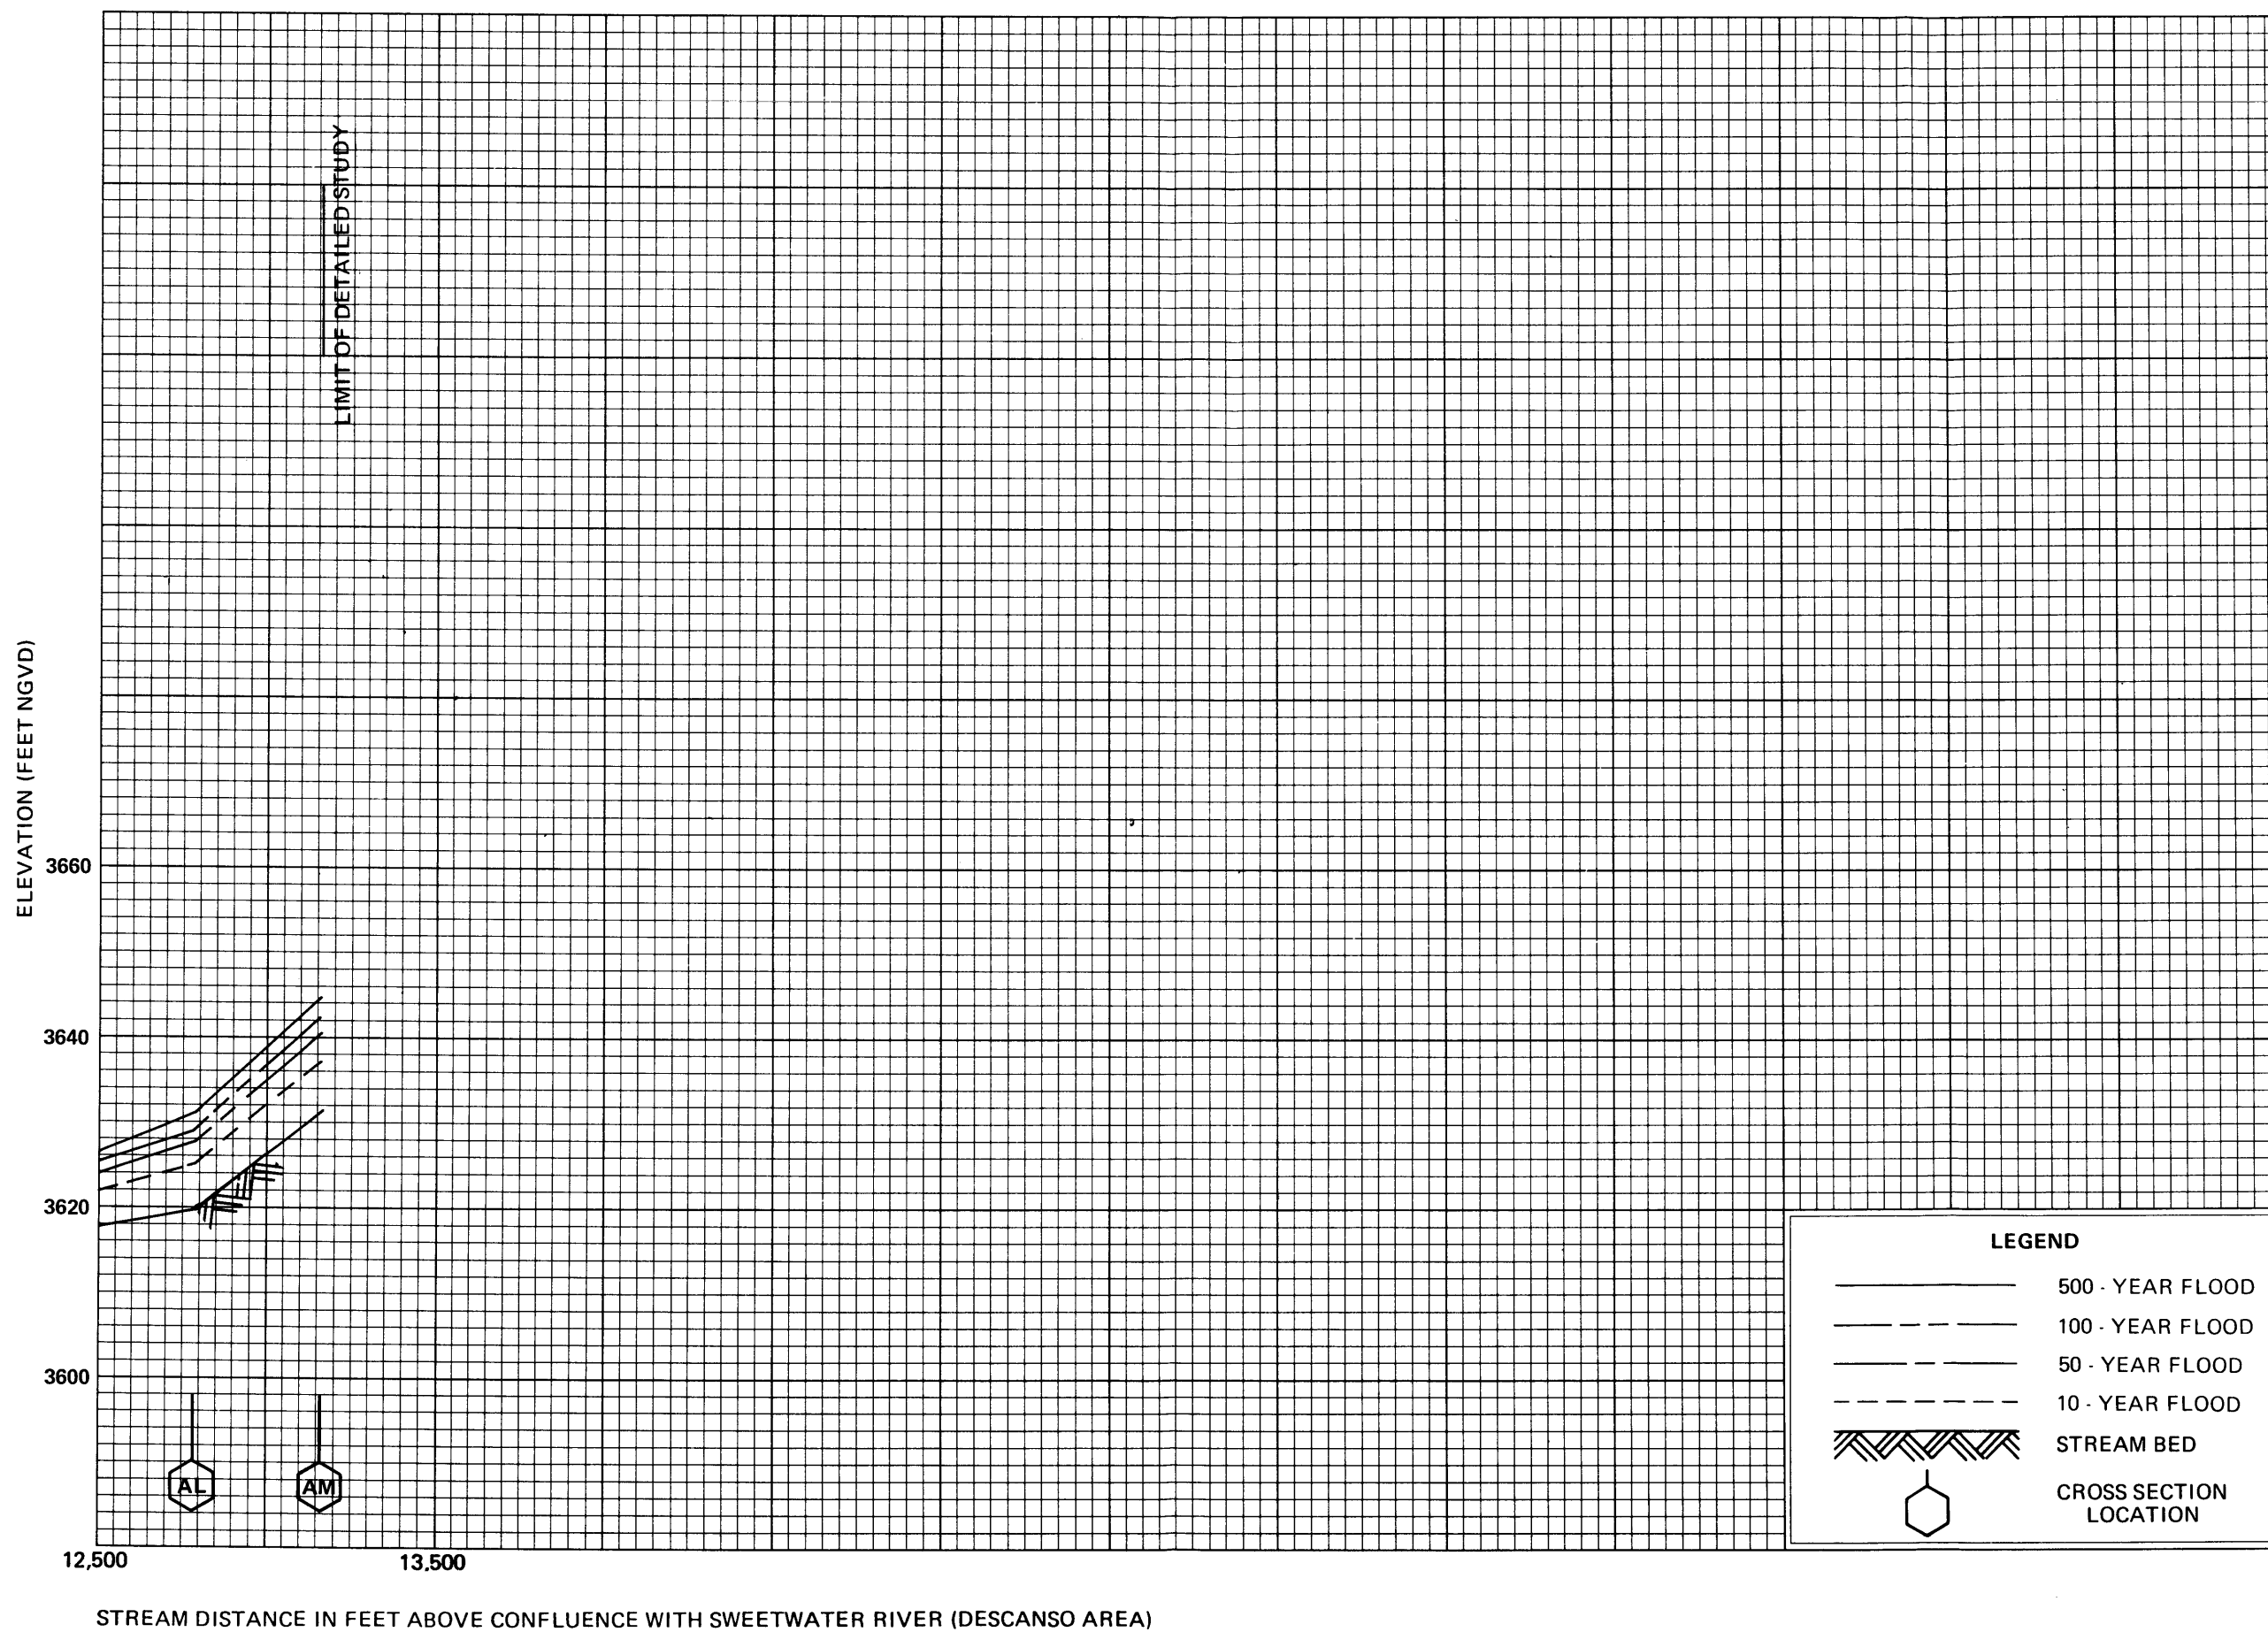 LIMIT OF DETAILED STUDY
ELEVATION (FEET NGVD)
3660
3640
3620
3600
AL
AM
12,500
13,500
STREAM DISTANCE IN FEET ABOVE CONFLUENCE WITH SWEETWATER RIVER (DESCANSO AREA)
LEGEND
500 - YEAR FLOOD
100 - YEAR FLOOD
50 - YEAR FLOOD
10 - YEAR FLOOD
STREAM BED
CROSS SECTION
LOCATION